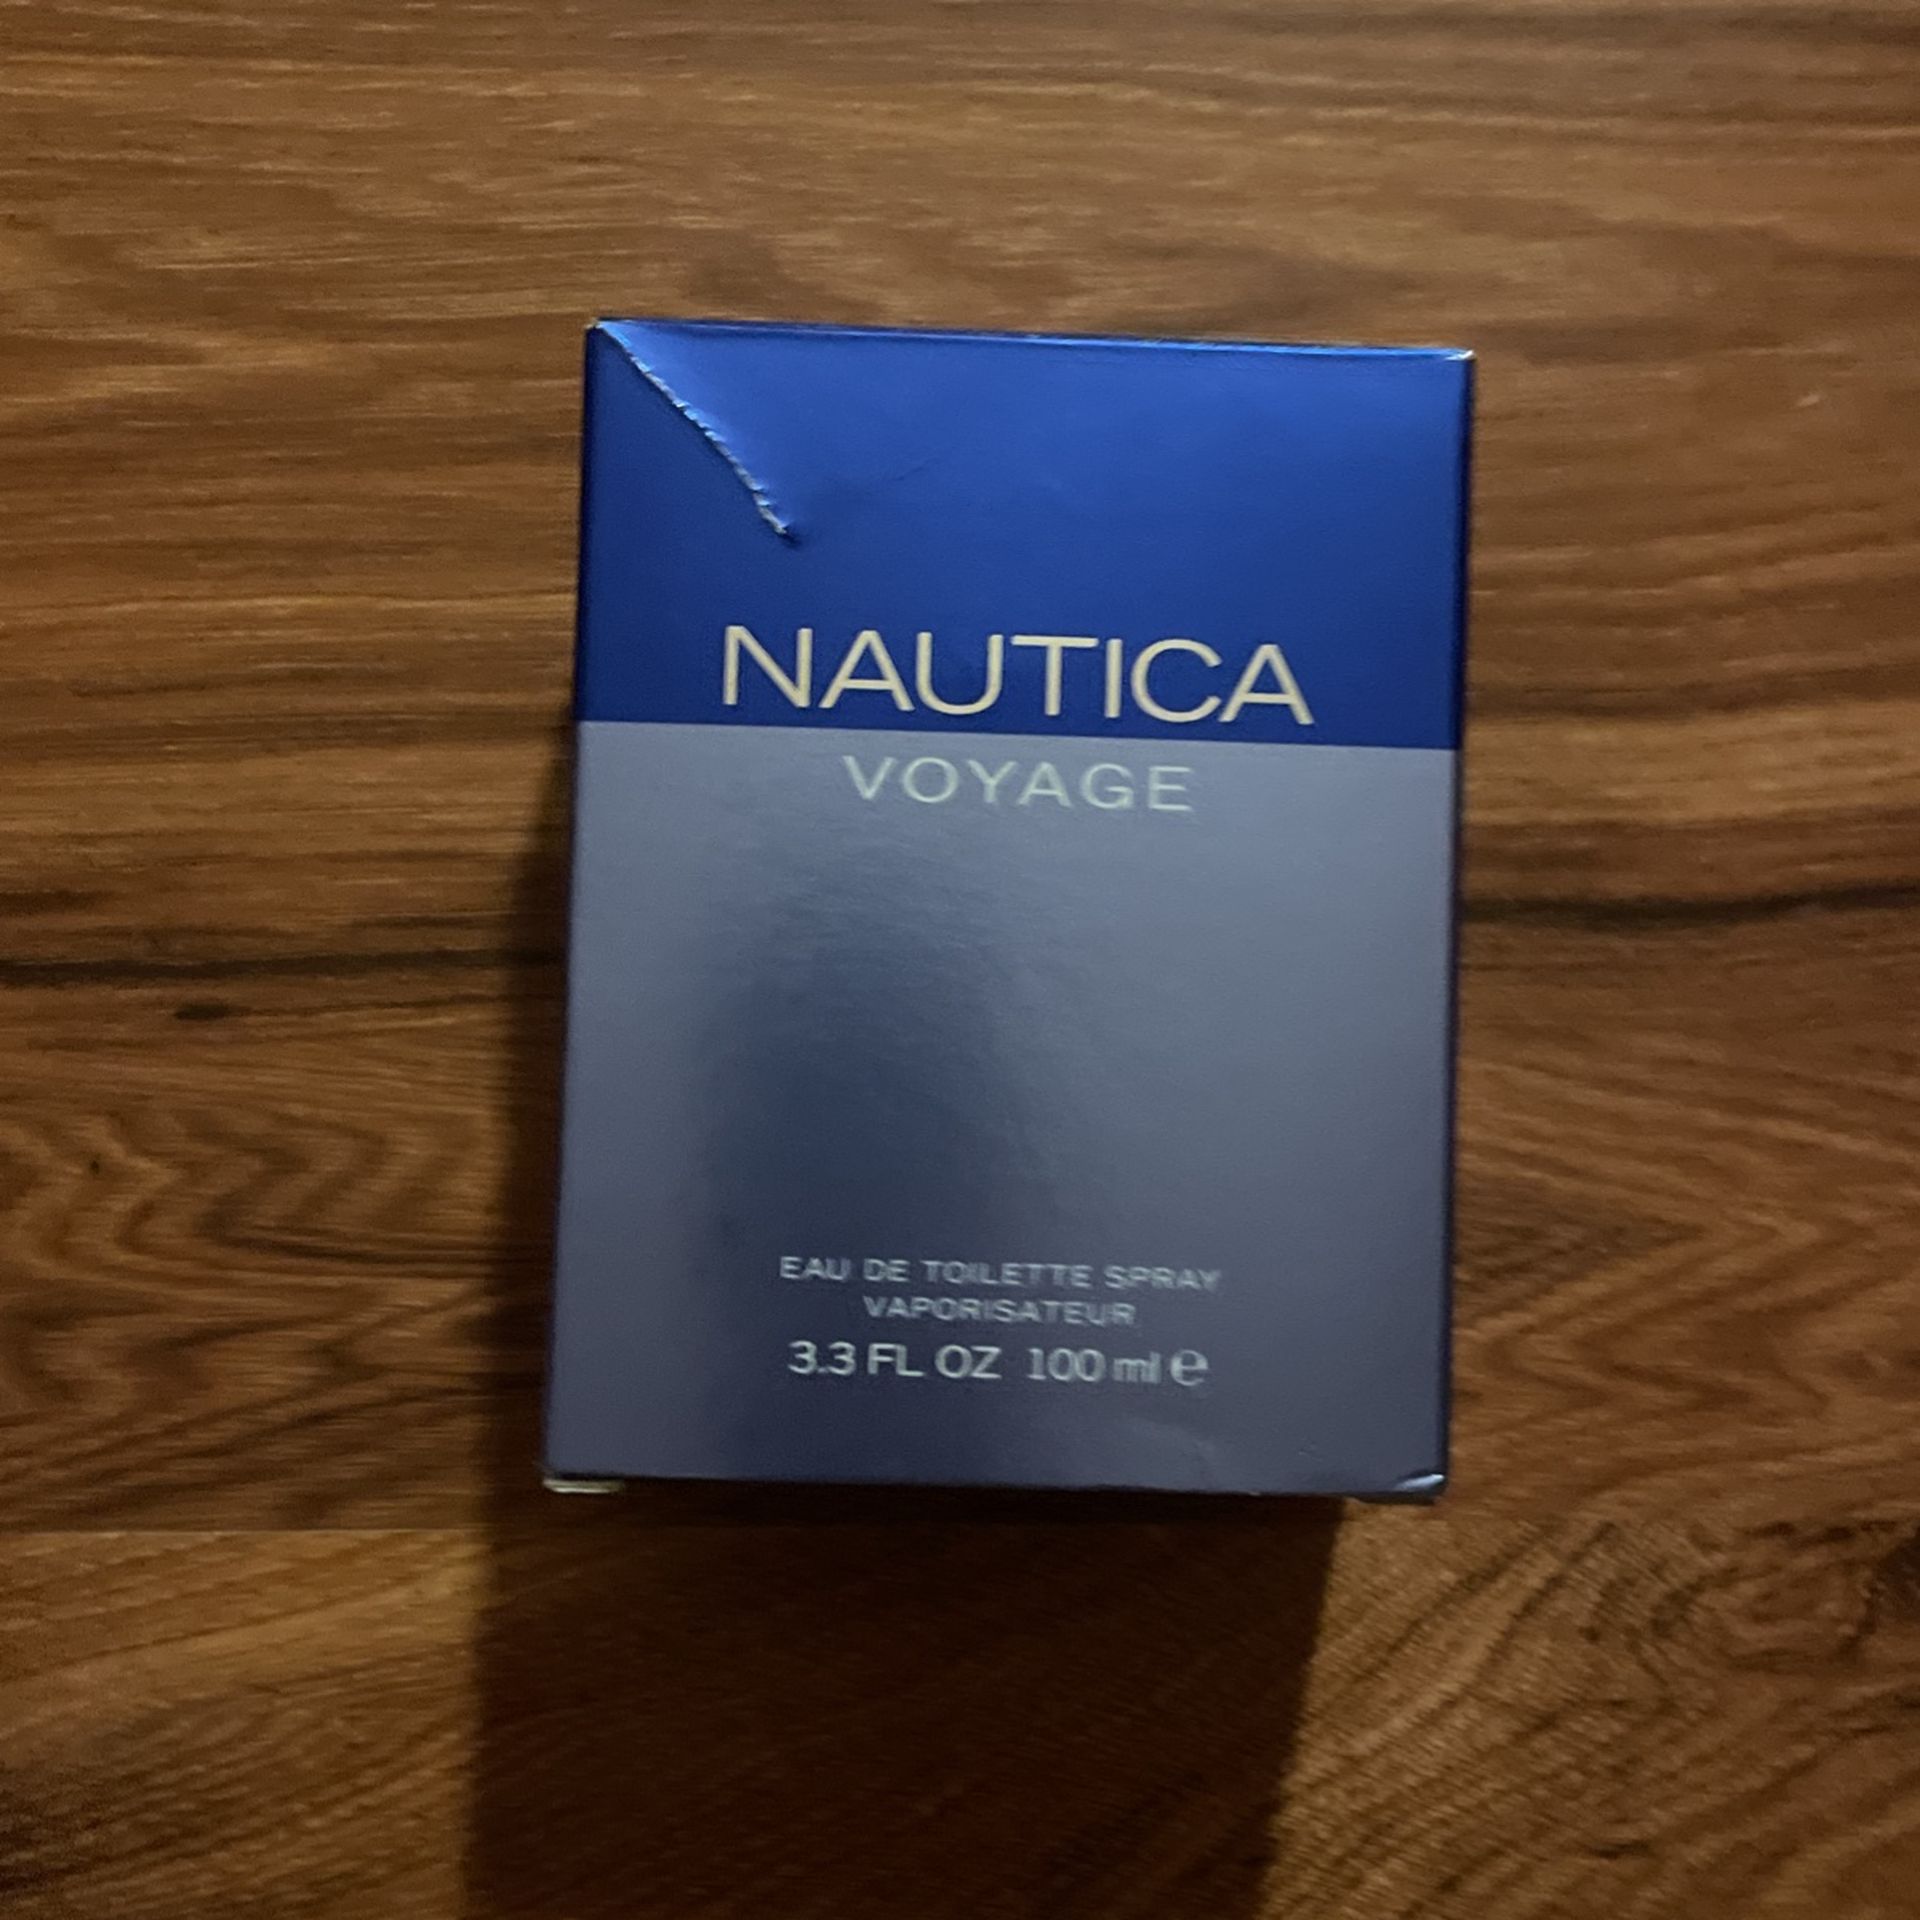 NAUTICA
VOYAGE
EAU DE TOILETTE SPRAY
VAPORISATEUR
3.3 FL OZ 100 ml ℮